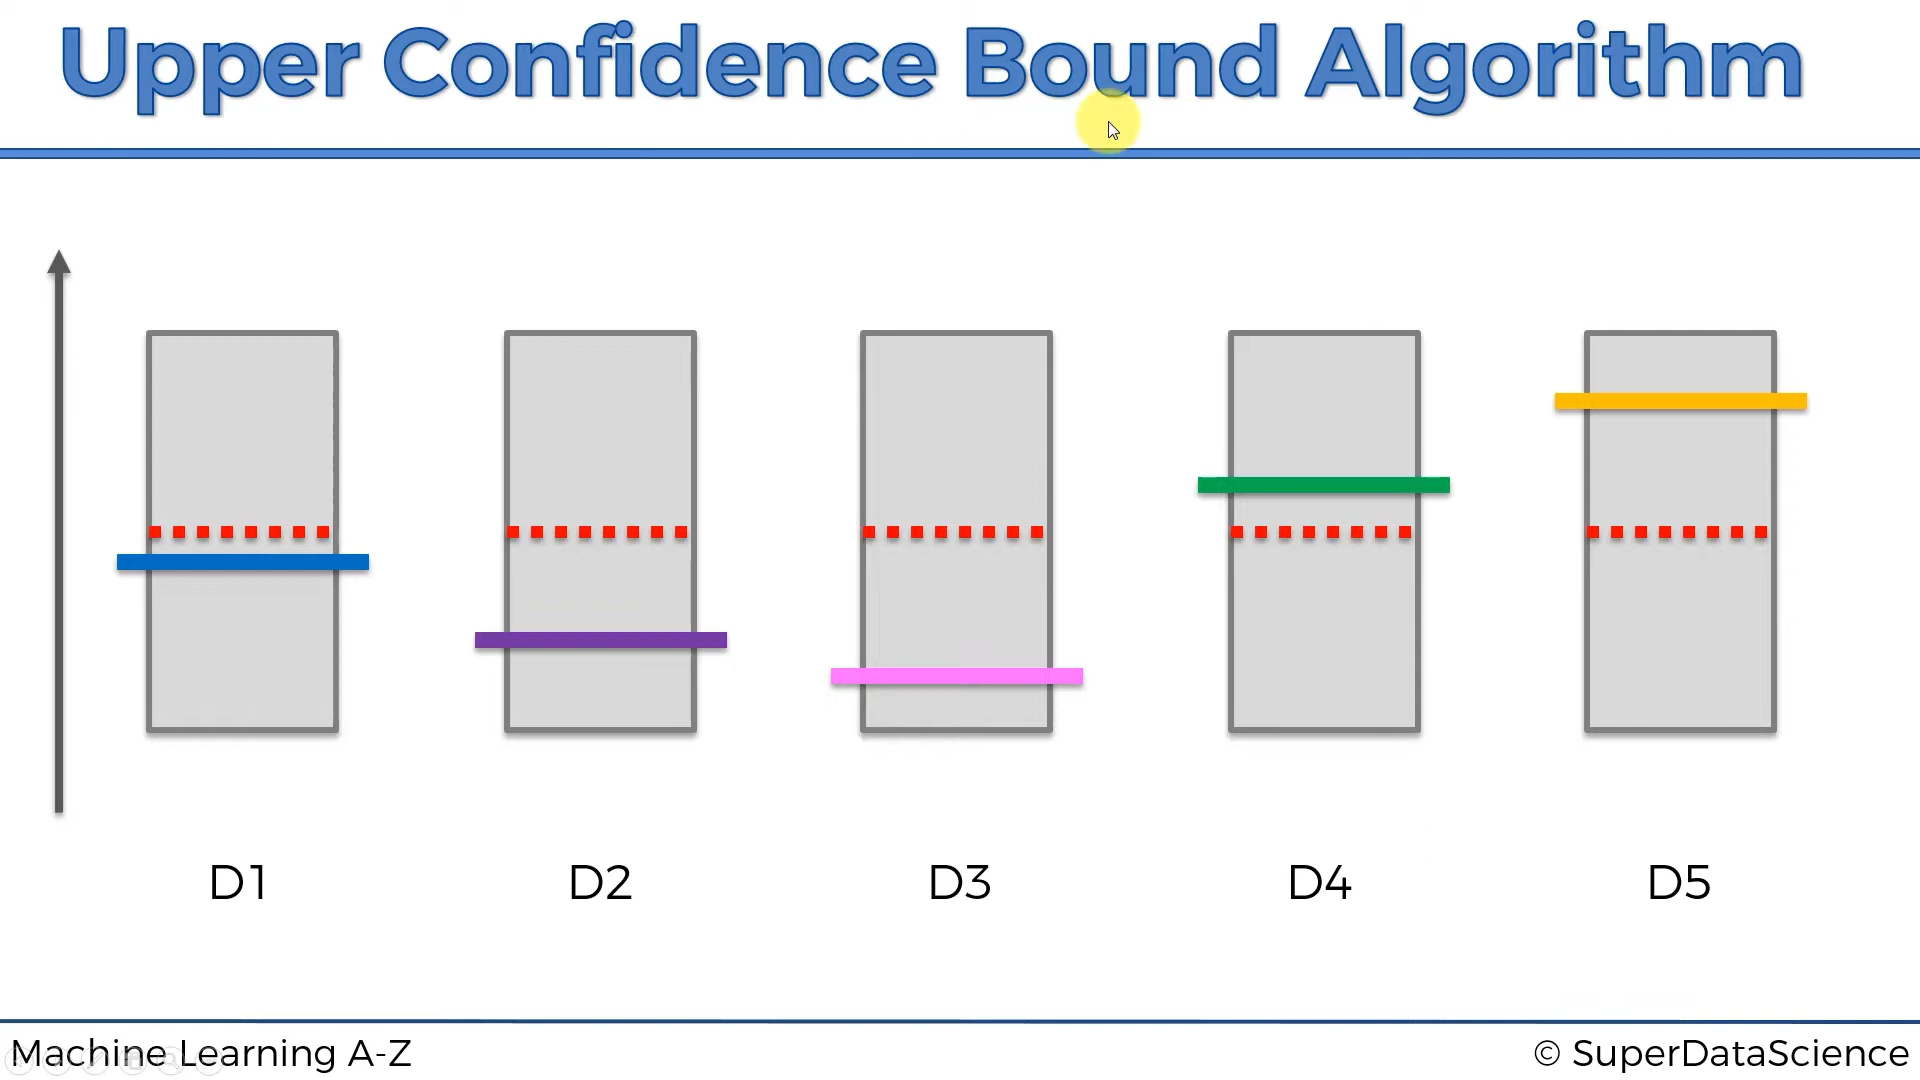 Upper Confidence Bound Algorithm
D1 D2 D3 D4 D5
Machine Learning A-Z © SuperDataScience